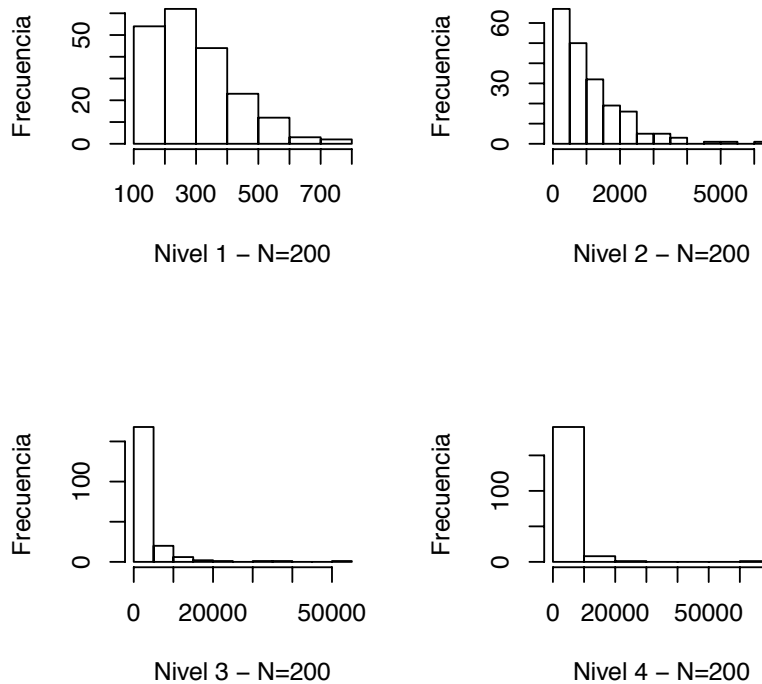 Frecuencia
0
20
50
100 300 500 700
Nivel 1 – N=200
Frecuencia
0
30
60
0 2000 5000
Nivel 2 – N=200
Frecuencia
0
100
0 20000 50000
Nivel 3 – N=200
Frecuencia
0
100
0 20000 50000
Nivel 4 – N=200